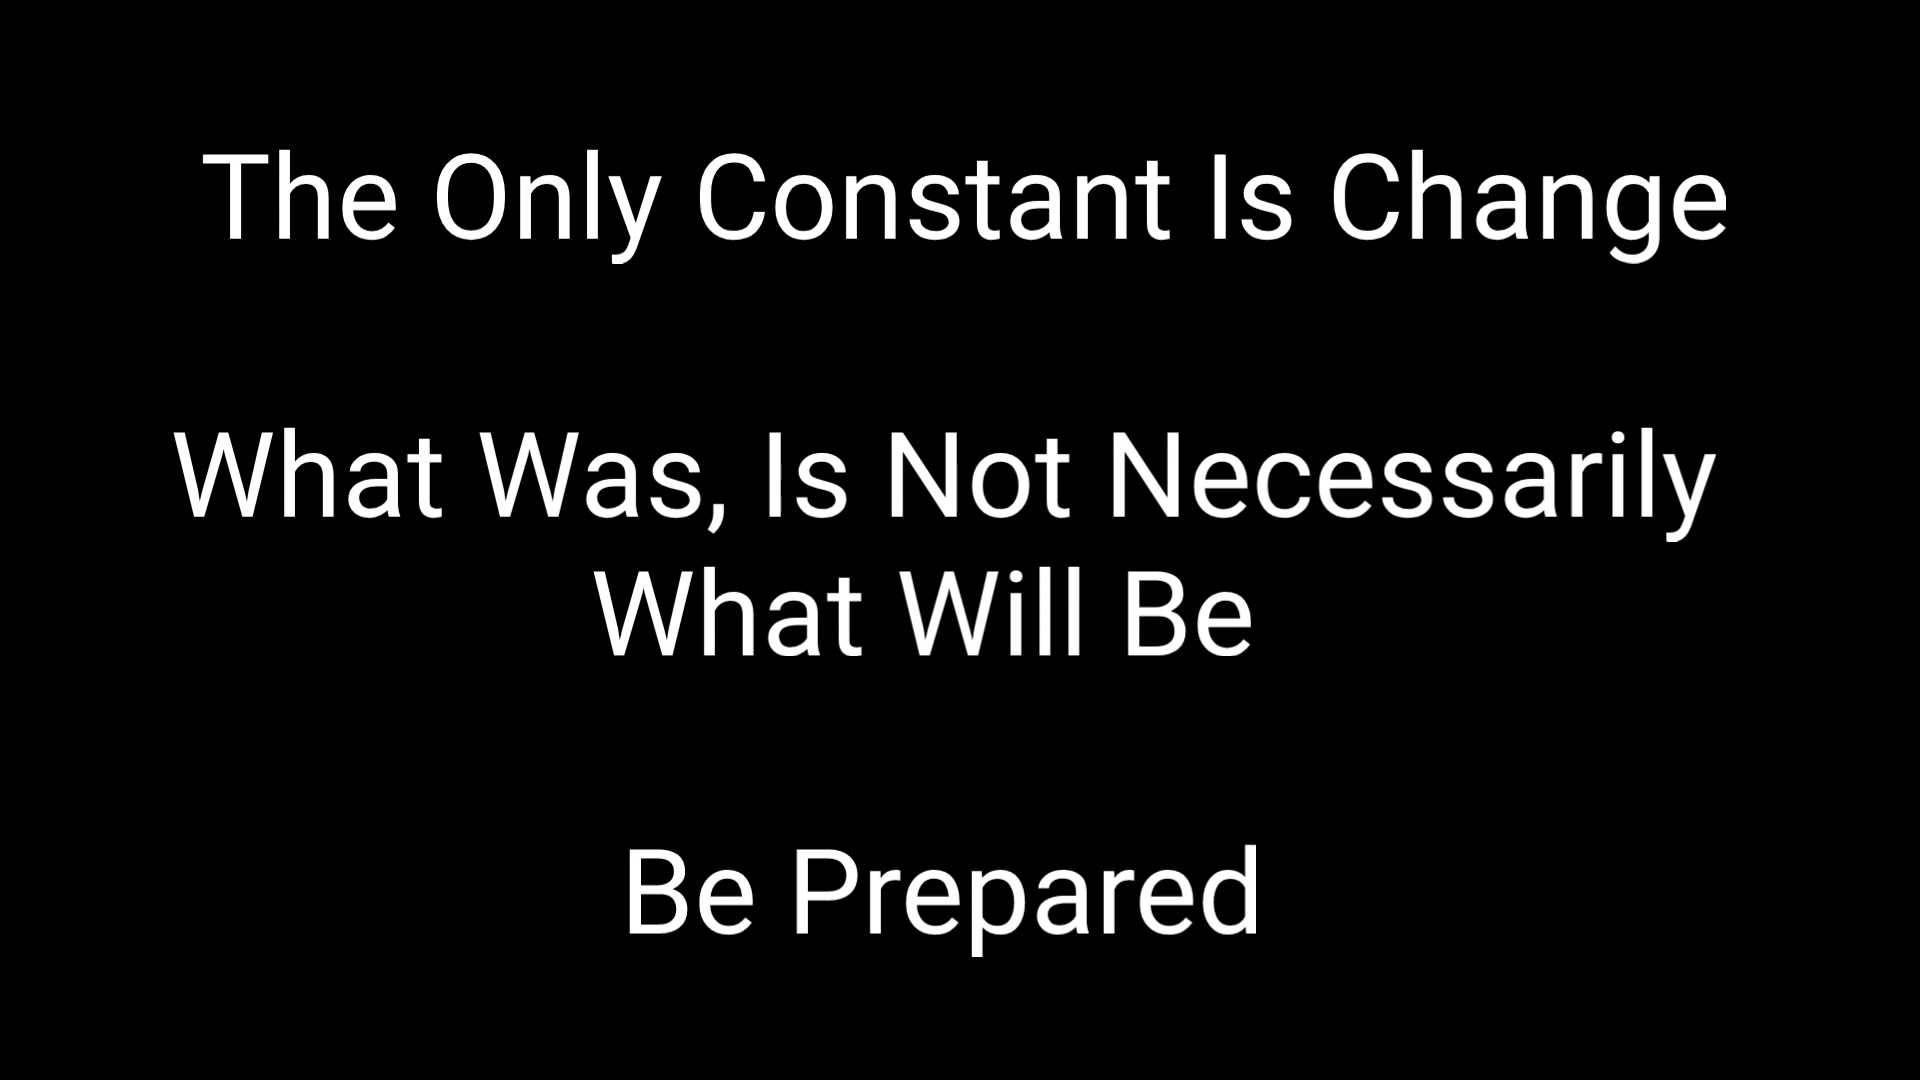 The Only Constant Is Change
What Was, Is Not Necessarily
What Will Be
Be Prepared